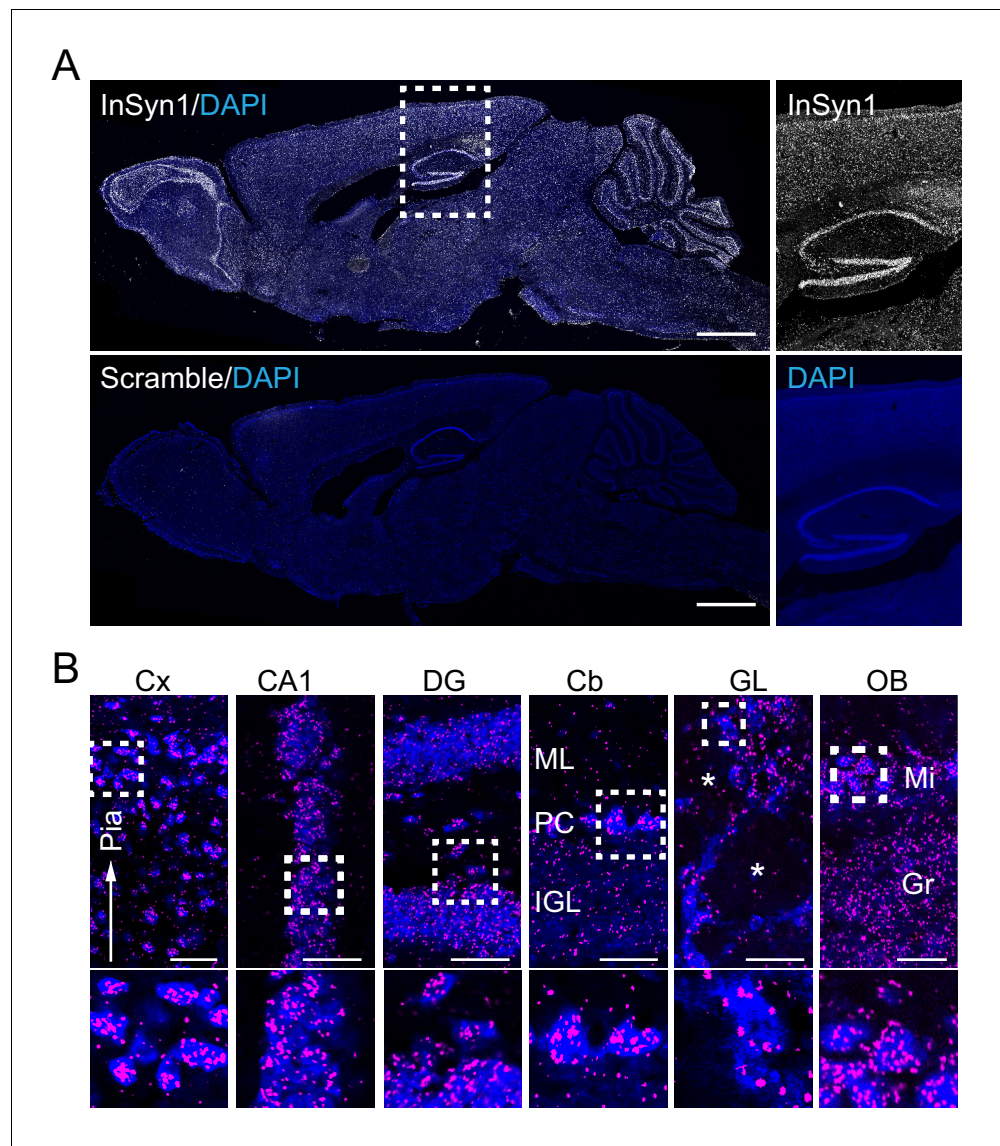 A
InSyn1/DAPI
InSyn1
Scramble/DAPI
DAPI
B
Cx
CA1
DG
Cb
GL
OB
Pia
ML
PC
IGL
*
*
Mi
Gr